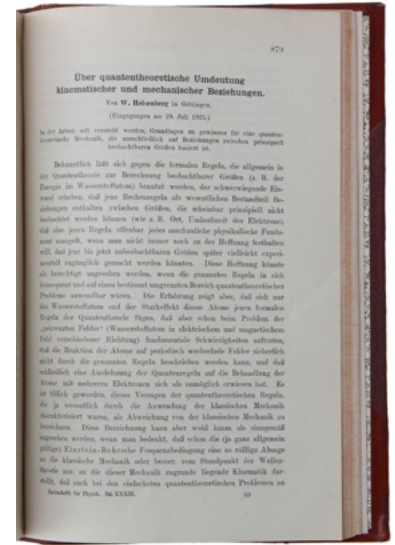 879
Über quantentheoretische Umdeutung
kinematischer und mechanischer Beziehungen.
Von W. Heisenberg in Göttingen.
(Eingegangen am 29. Juli 1925.)
In der Arbeit soll versucht werden, Grundlagen zu gewinnen für eine quanten-
theoretische Mechanik, die ausschließlich auf Beziehungen zwischen prinzipiell
beobachtbaren Größen basiert ist.
Bekanntlich läßt sich gegen die formalen Regeln, die allgemein in
der Quantentheorie zur Berechnung beobachtbarer Größen (z. B. der
Energie im Wasserstoffatom) benutzt werden, der schwerwiegende Ein-
wand erheben, daß jene Rechenregeln als wesentlichen Bestandteil Be-
ziehungen enthalten zwischen Größen, die scheinbar prinzipiell nicht
beobachtet werden können (wie z. B. Ort, Umlaufszeit des Elektrons),
daß also jenen Regeln offenbar jedes anschauliche physikalische Funda-
ment mangelt, wenn man nicht immer noch an der Hoffnung festhalten
will, daß jene bis jetzt unbeobachtbaren Größen später vielleicht experi-
mentell zugänglich gemacht werden könnten. Diese Hoffnung könnte
als berechtigt angesehen werden, wenn die genannten Regeln in sich
konsequent und auf einen bestimmt umgrenzten Bereich quantentheoretischer
Probleme anwendbar wären. Die Erfahrung zeigt aber, daß sich nur
das Wasserstoffatom und der Starkeffekt dieses Atoms jenen formalen
Regeln der Quantentheorie fügen, daß aber schon beim Problem der
„gekreuzten Felder“ (Wasserstoffatom in elektrischem und magnetischem
Feld verschiedener Richtung) fundamentale Schwierigkeiten auftreten,
daß die Reaktion der Atome auf periodisch wechselnde Felder sicherlich
nicht durch die genannten Regeln beschrieben werden kann, und daß
schließlich eine Ausdehnung der Quantenregeln auf die Behandlung der
Atome mit mehreren Elektronen sich als unmöglich erwiesen hat. Es
ist üblich geworden, dieses Versagen der quantentheoretischen Regeln,
die ja wesentlich durch die Anwendung der klassischen Mechanik
charakterisiert waren, als Abweichung von der klassischen Mechanik zu
bezeichnen. Diese Bezeichnung kann aber wohl kaum als sinngemäß
angesehen werden, wenn man bedenkt, daß schon die (ja ganz allgemein
gültige) Einstein-Bohrsche Frequenzbedingung eine so völlige Absage
an die klassische Mechanik oder besser, vom Standpunkt der Wellen-
theorie aus, an die dieser Mechanik zugrunde liegende Kinematik dar-
stellt, daß auch bei den einfachsten quantentheoretischen Problemen an
Zeitschrift für Physik. Bd. XXXIII. 59